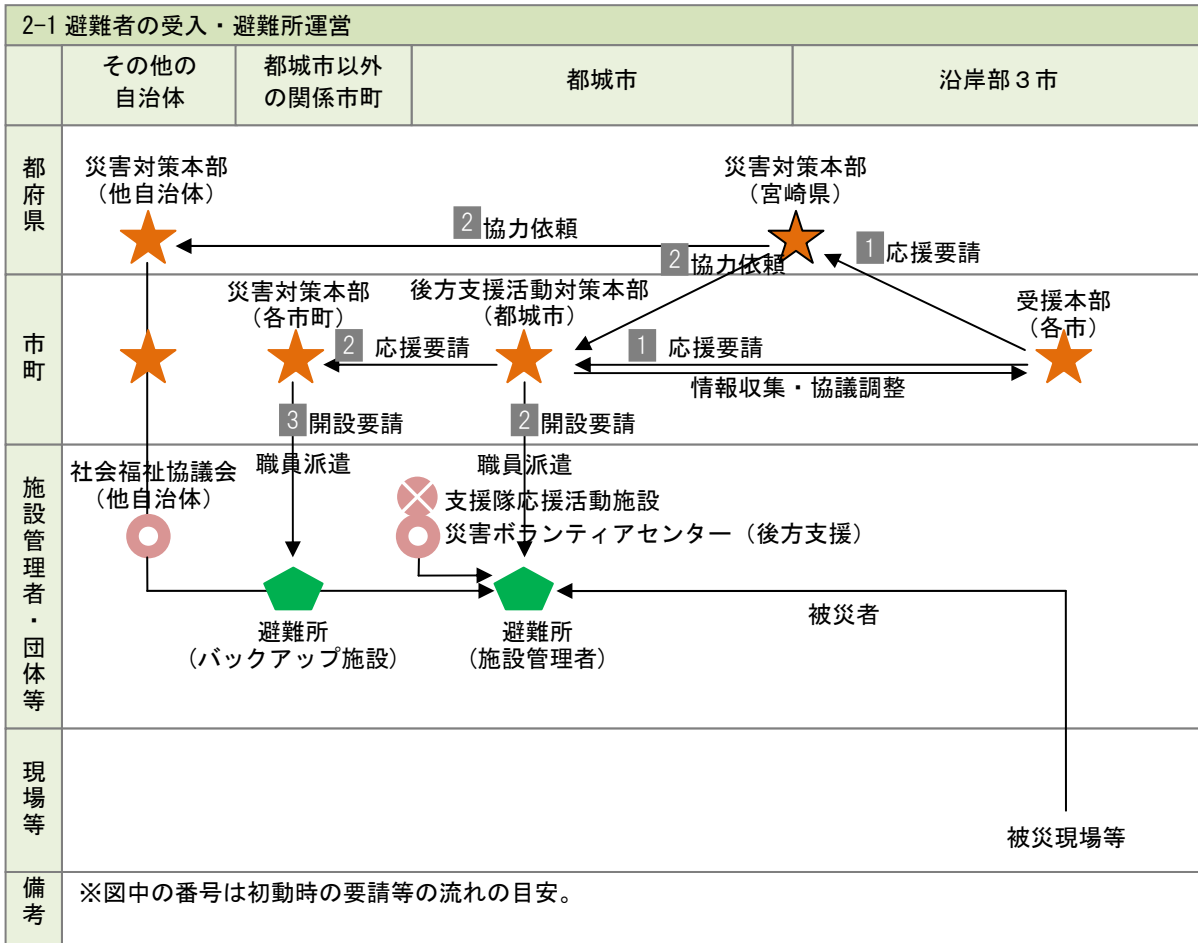 2-1 避難者の受入・避難所運営
その他の
自治体
都城市以外
の関係市町
都城市
沿岸部３市
都府県
災害対策本部
（他自治体）
災害対策本部
（宮崎県）
2 協力依頼
2 協力依頼
1 応援要請
市町
災害対策本部
（各市町）
後方支援活動対策本部
（都城市）
受援本部
（各市）
2 応援要請
1 応援要請
情報収集・協議調整
3 開設要請
2 開設要請
施設管理者・団体等
社会福祉協議会
（他自治体）
職員派遣
職員派遣
支援隊応援活動施設
災害ボランティアセンター（後方支援）
避難所
（バックアップ施設）
避難所
（施設管理者）
被災者
現場等
被災現場等
備考
※図中の番号は初動時の要請等の流れの目安。